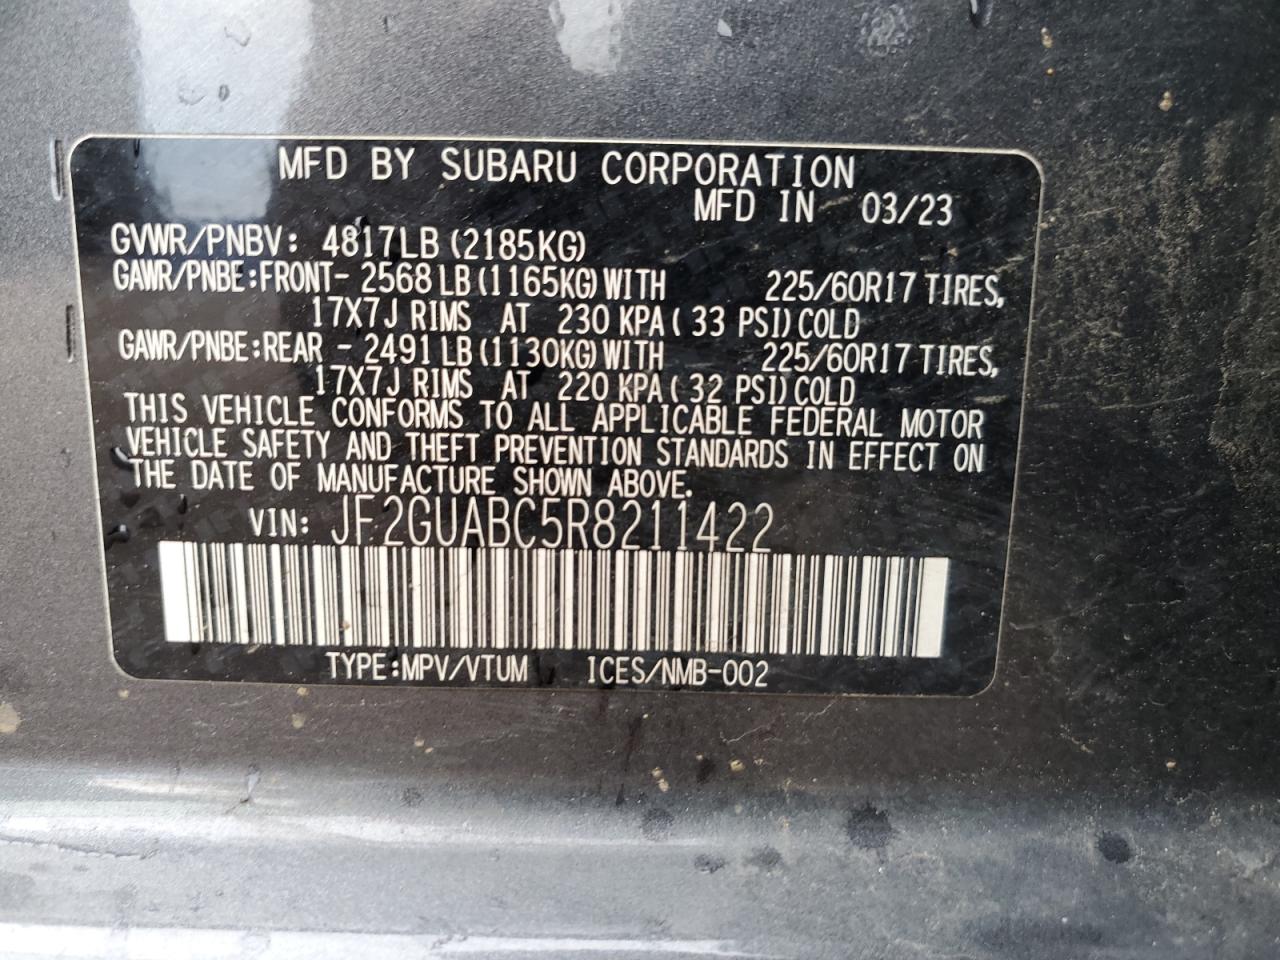 MFD BY SUBARU CORPORATION
MFD IN 03/23
GVWR/PNBV: 4817LB (2185KG)
GAWR/PNBE:FRONT- 2568LB (1165KG) WITH 225/60R17 TIRES,
17X7J RIMS AT 230 KPA ( 33 PSI) COLD
GAWR/PNBE:REAR - 2491LB (1130KG) WITH 225/60R17 TIRES,
17X7J RIMS AT 220 KPA ( 32 PSI) COLD
THIS VEHICLE CONFORMS TO ALL APPLICABLE FEDERAL MOTOR
VEHICLE SAFETY AND THEFT PREVENTION STANDARDS IN EFFECT ON
THE DATE OF MANUFACTURE SHOWN ABOVE.
VIN: JF2GUABC5R8211422
TYPE:MPV/VTUM ICES/NMB-002